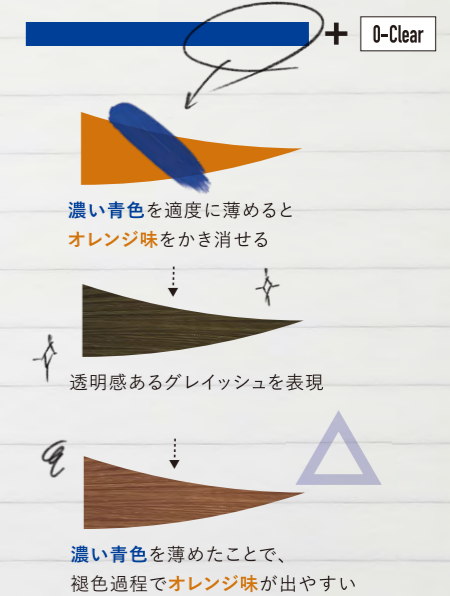 0-Clear
濃い青色を適度に薄めると
オレンジ味をかき消せる
透明感あるグレイッシュを表現
濃い青色を薄めたことで、
褪色過程でオレンジ味が出やすい